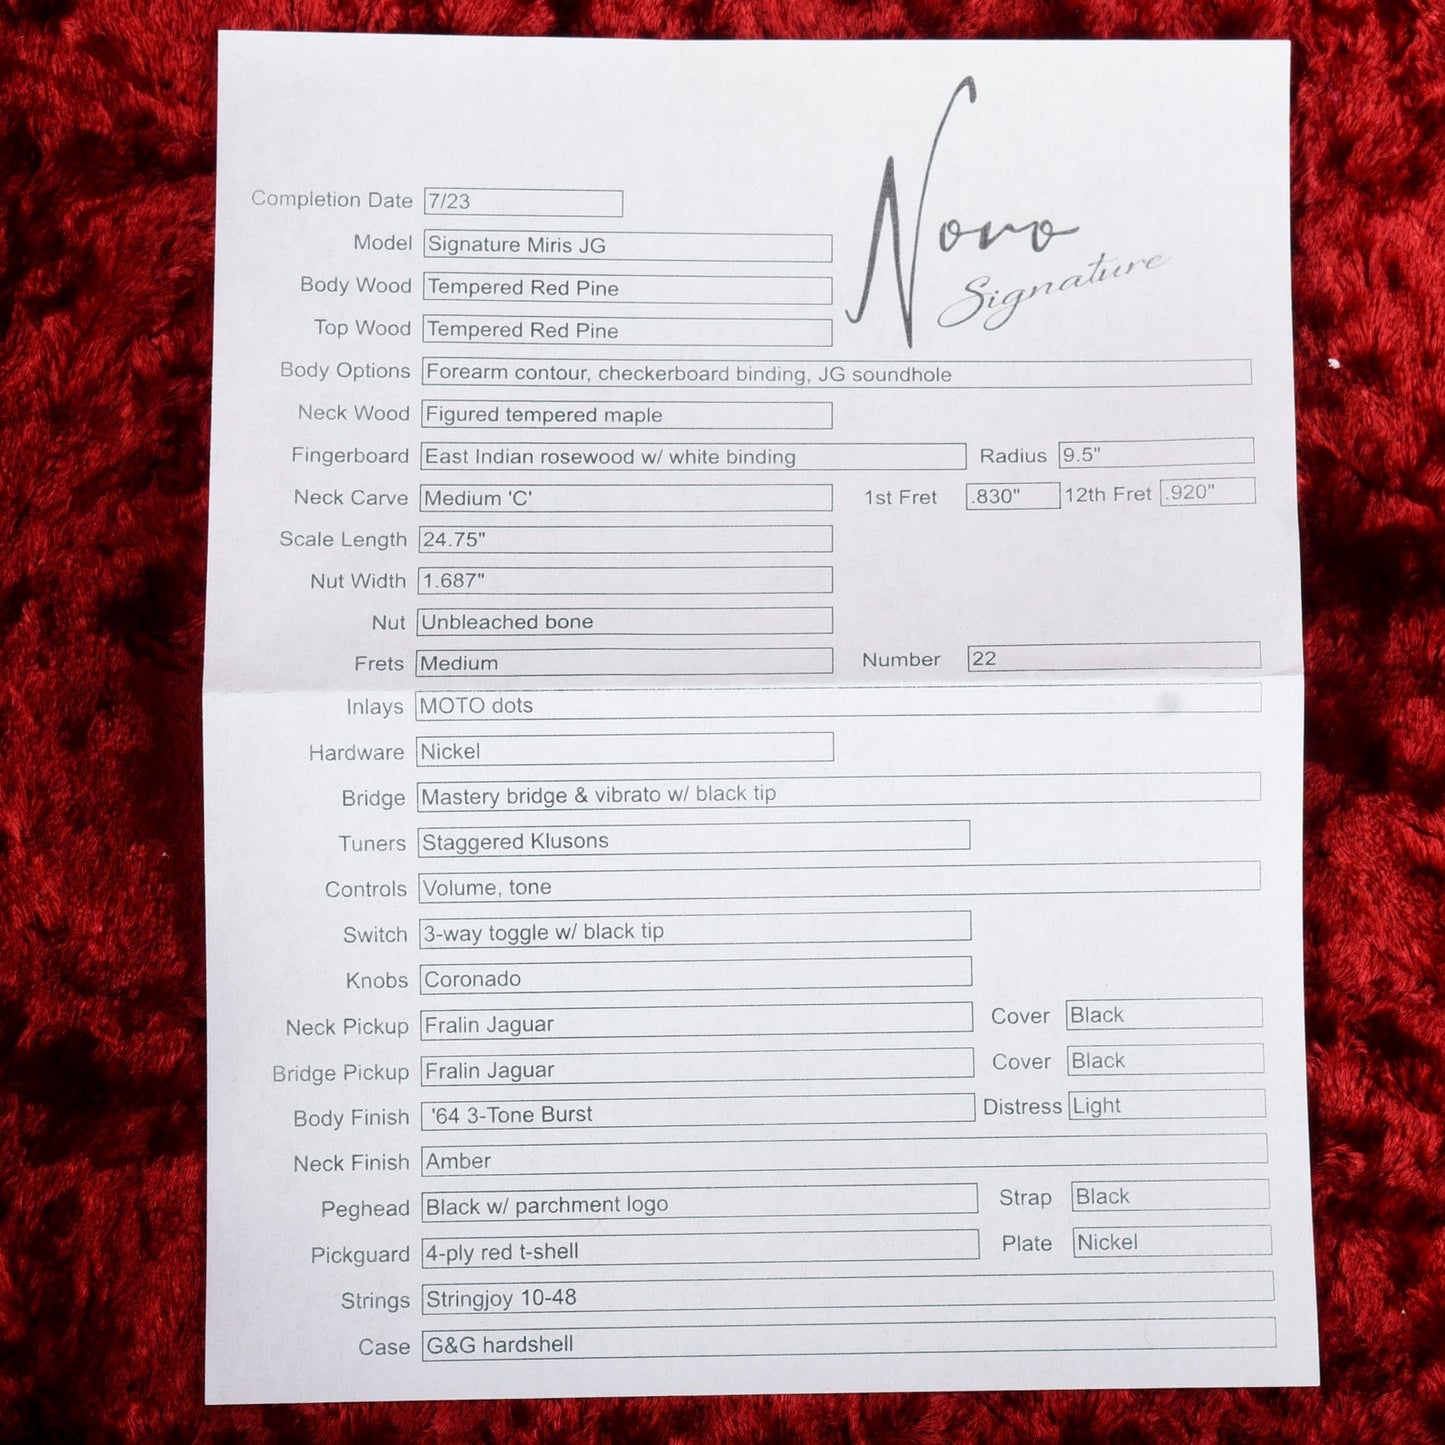 Novo
Signature
Completion Date 7/23
Model Signature Miris JG
Body Wood Tempered Red Pine
Top Wood Tempered Red Pine
Body Options Forearm contour, checkerboard binding, JG soundhole
Neck Wood Figured tempered maple
Fingerboard East Indian rosewood w/ white binding Radius 9.5"
Neck Carve Medium 'C' 1st Fret .830" 12th Fret .920"
Scale Length 24.75"
Nut Width 1.687"
Nut Unbleached bone
Frets Medium Number 22
Inlays MOTO dots
Hardware Nickel
Bridge Mastery bridge & vibrato w/ black tip
Tuners Staggered Klusons
Controls Volume, tone
Switch 3-way toggle w/ black tip
Knobs Coronado
Neck Pickup Fralin Jaguar Cover Black
Bridge Pickup Fralin Jaguar Cover Black
Body Finish '64 3-Tone Burst Distress Light
Neck Finish Amber
Peghead Black w/ parchment logo Strap Black
Pickguard 4-ply red t-shell Plate Nickel
Strings Stringjoy 10-48
Case G&G hardshell